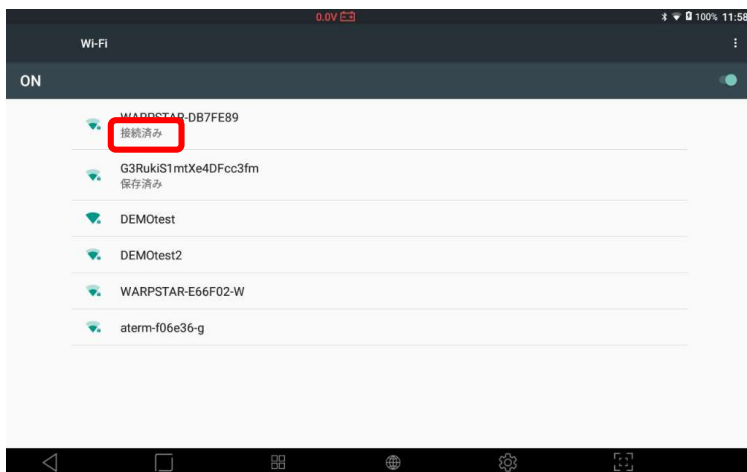 0.0V
100% 11:58
Wi-Fi
ON
WARPSTAR-DB7FE89
接続済み
G3RukiS1mtXe4DFcc3fm
保存済み
DEMOtest
DEMOtest2
WARPSTAR-E66F02-W
aterm-f06e36-g